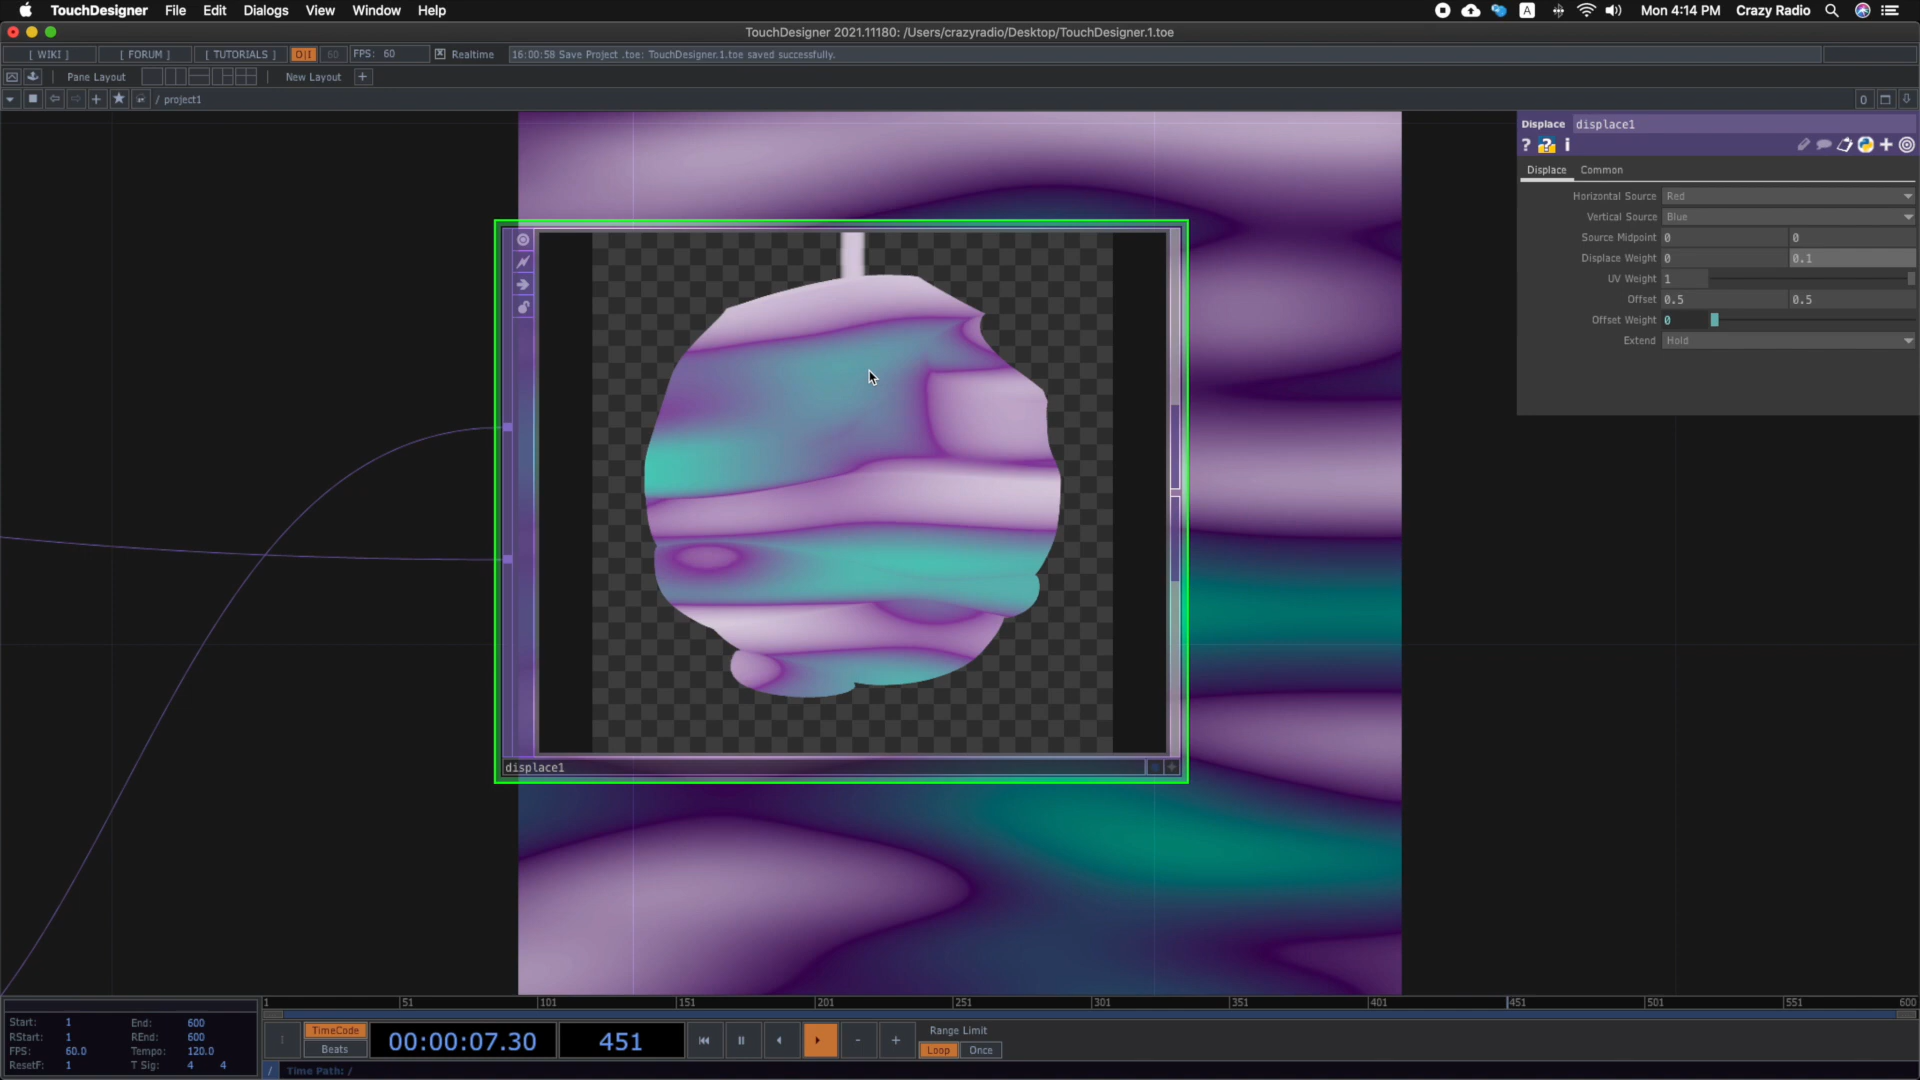 TouchDesigner File Edit Dialogs View Window Help A Mon 4:14 PM Crazy Radio
TouchDesigner 2021.11180: /Users/crazyradio/Desktop/TouchDesigner.1.toe
[ WIKI ] [ FORUM ] [ TUTORIALS ] O|I 60 FPS: 60 Realtime 16:00:58 Save Project .toe: TouchDesigner.1.toe saved successfully.
Pane Layout New Layout +
/ project1 0
Displace displace1
? ? i
Displace Common
Horizontal Source Red
Vertical Source Blue
Source Midpoint 0 0
Displace Weight 0 0.1
UV Weight 1
Offset 0.5 0.5
Offset Weight 0
Extend Hold
displace1
1 51 101 151 201 251 301 351 401 451 501 551 600
Start: 1 End: 600
RStart: 1 REnd: 600
FPS: 60.0 Tempo: 120.0
ResetF: 1 T Sig: 4 4
TimeCode
Beats
00:00:07.30 451
- +
Range Limit
Loop Once
/ Time Path: /